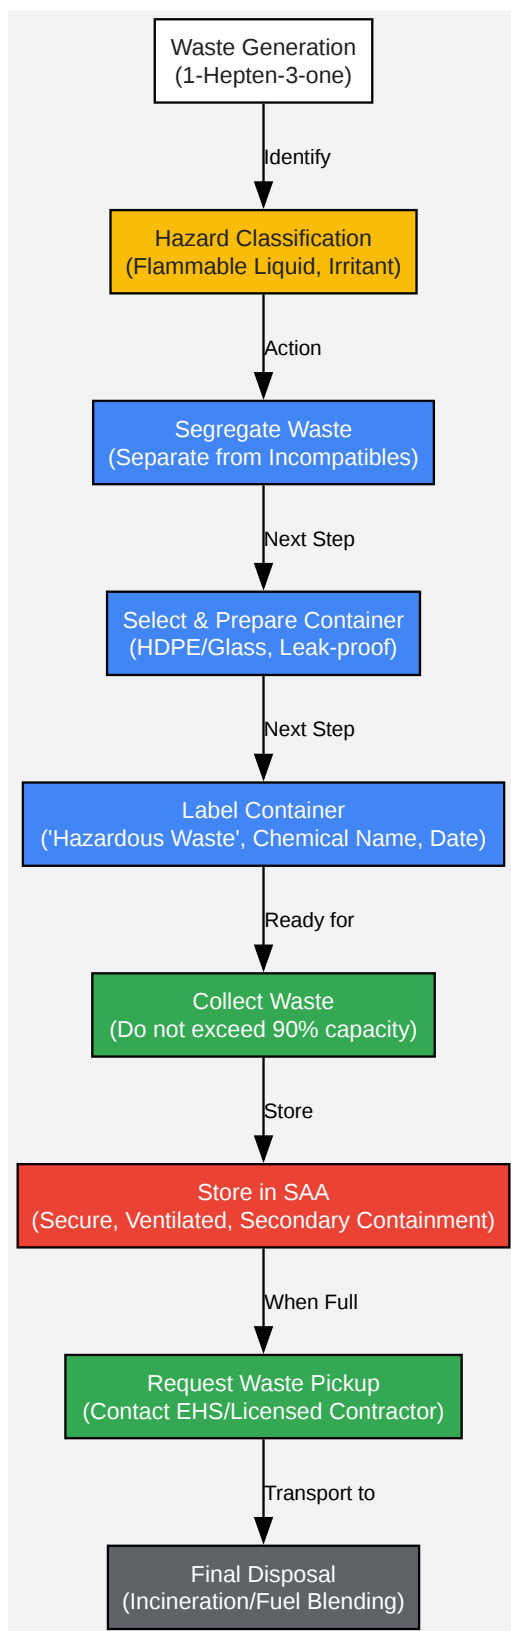 Waste Generation
(1-Hepten-3-one)
Identify
Hazard Classification
(Flammable Liquid, Irritant)
Action
Segregate Waste
(Separate from Incompatibles)
Next Step
Select & Prepare Container
(HDPE/Glass, Leak-proof)
Next Step
Label Container
('Hazardous Waste', Chemical Name, Date)
Ready for
Collect Waste
(Do not exceed 90% capacity)
Store
Store in SAA
(Secure, Ventilated, Secondary Containment)
When Full
Request Waste Pickup
(Contact EHS/Licensed Contractor)
Transport to
Final Disposal
(Incineration/Fuel Blending)